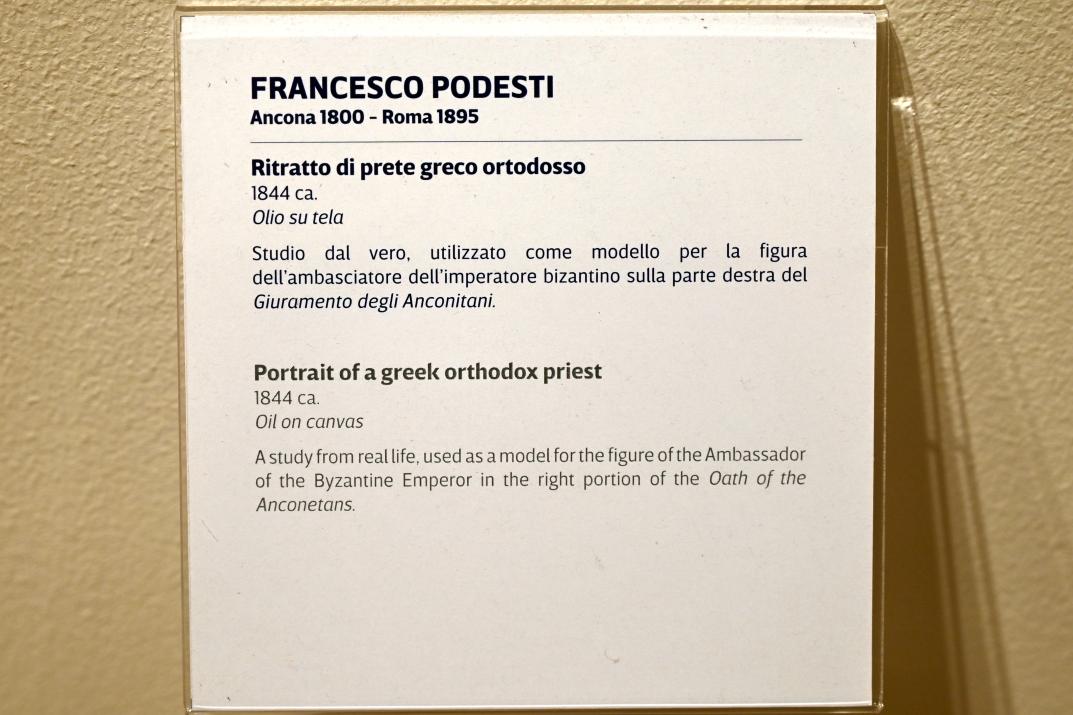 FRANCESCO PODESTI
Ancona 1800 - Roma 1895
Ritratto di prete greco ortodosso
1844 ca.
Olio su tela
Studio dal vero, utilizzato come modello per la figura
dell'ambasciatore dell'imperatore bizantino sulla parte destra del
Giuramento degli Anconitani.
Portrait of a greek orthodox priest
1844 ca.
Oil on canvas
A study from real life, used as a model for the figure of the Ambassador
of the Byzantine Emperor in the right portion of the Oath of the
Anconetans.